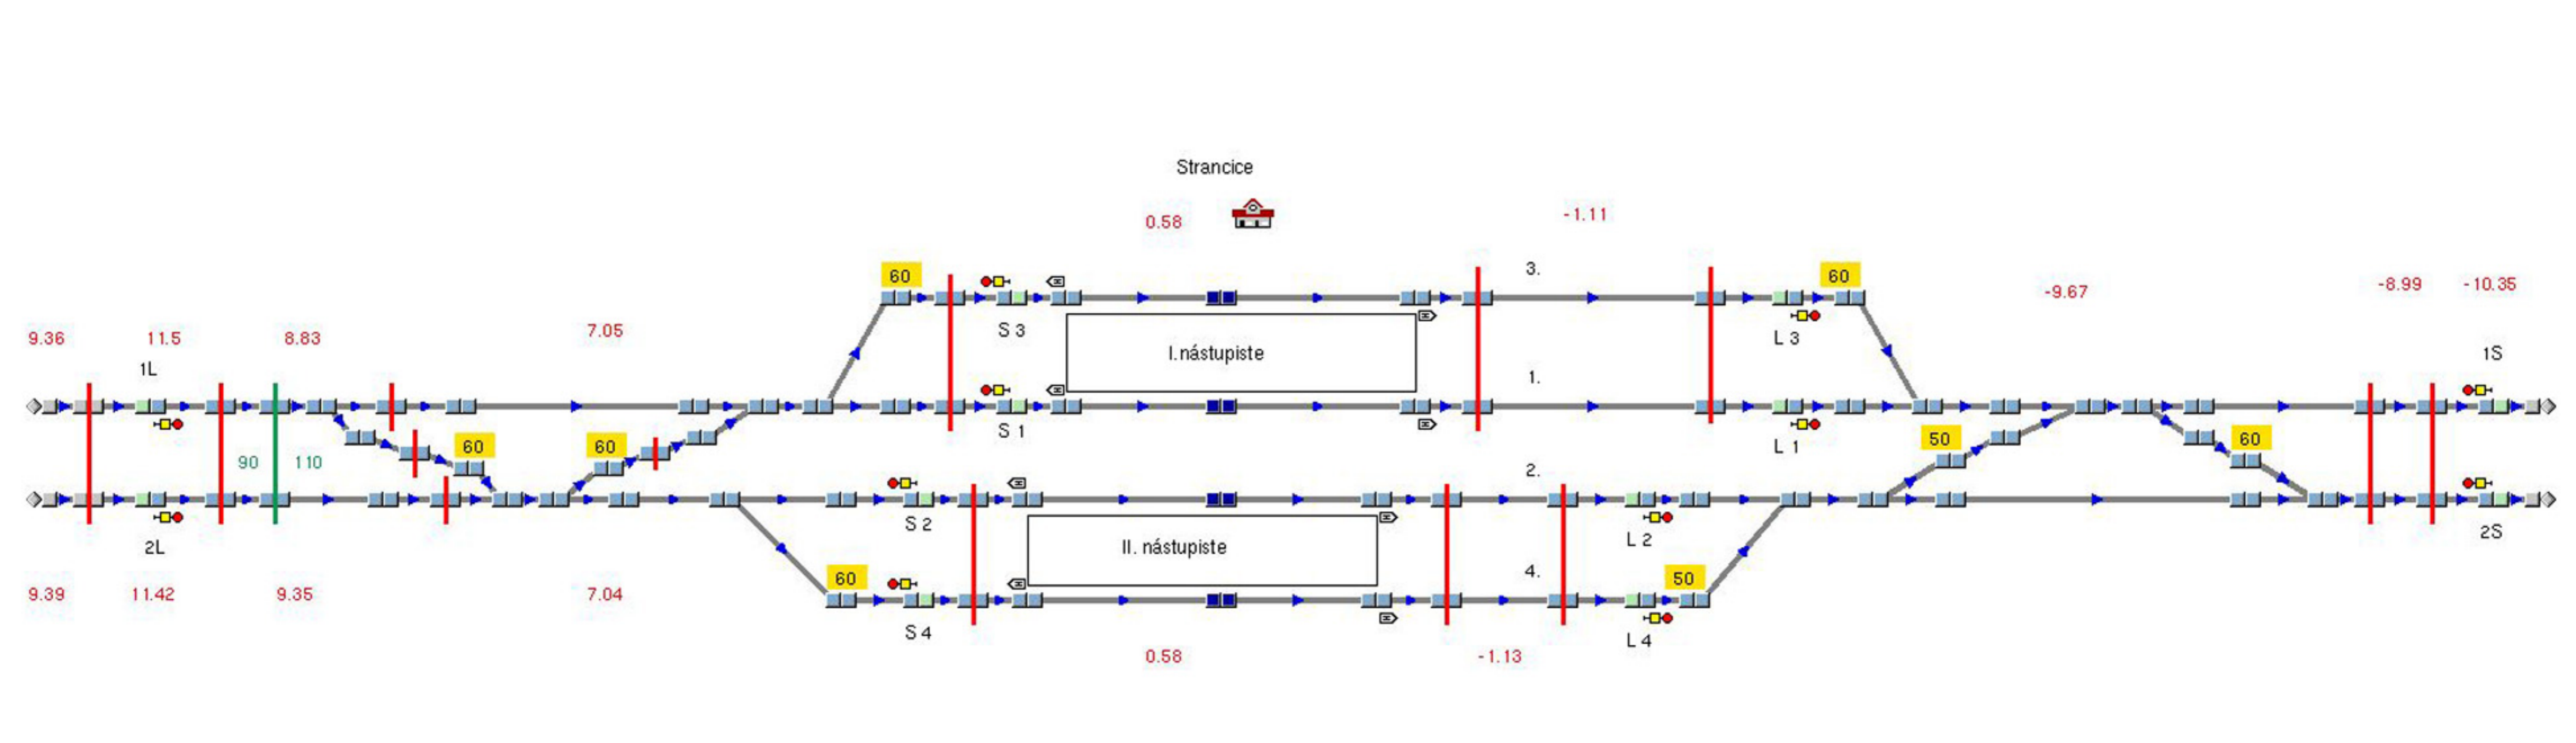 Strancice
0.58
-1.11
60
3.
60
-9.67
-8.99
-10.35
9.36
11.5
8.83
7.05
S 3
I.nástupiste
L 3
1L
1.
1S
S 1
L 1
90
110
60
60
50
60
2.
S 2
L 2
2S
2L
II. nástupiste
60
4.
50
9.39
11.42
9.35
7.04
S 4
L 4
0.58
-1.13